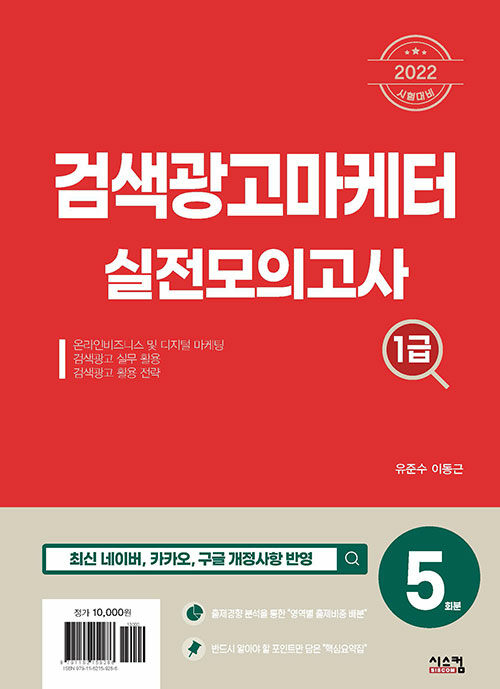 2022
시험대비
검색광고마케터
실전모의고사
1급
온라인비즈니스 및 디지털 마케팅
검색광고 실무 활용
검색광고 활용 전략
유준수 이동근
최신 네이버, 카카오, 구글 개정사항 반영
5
회분
정가 10,000원
출제경향 분석을 통한 "영역별 출제비중 배분"
반드시 알아야 할 포인트만 담은 "핵심요약집"
시스컴
SISCOM